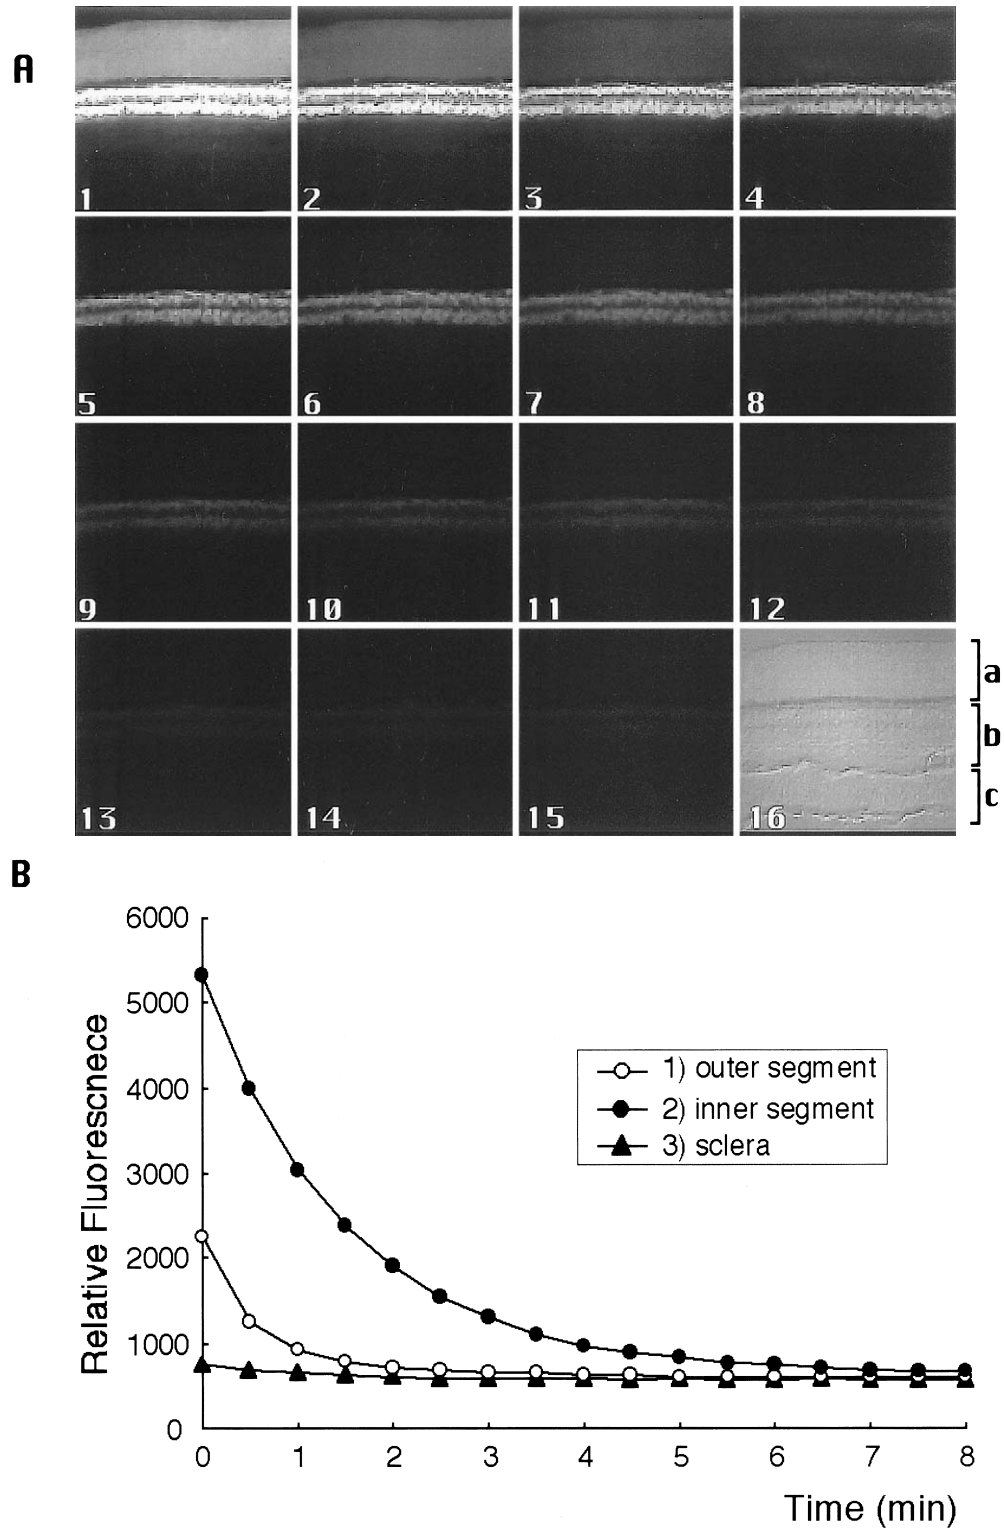 A
1
2
3
4
5
6
7
8
9
10
11
12
13
14
15
16
a
b
c
B
6000
5000
4000
3000
2000
1000
0
Relative Fluorescnece
1) outer segment
2) inner segment
3) sclera
0 1 2 3 4 5 6 7 8
Time (min)